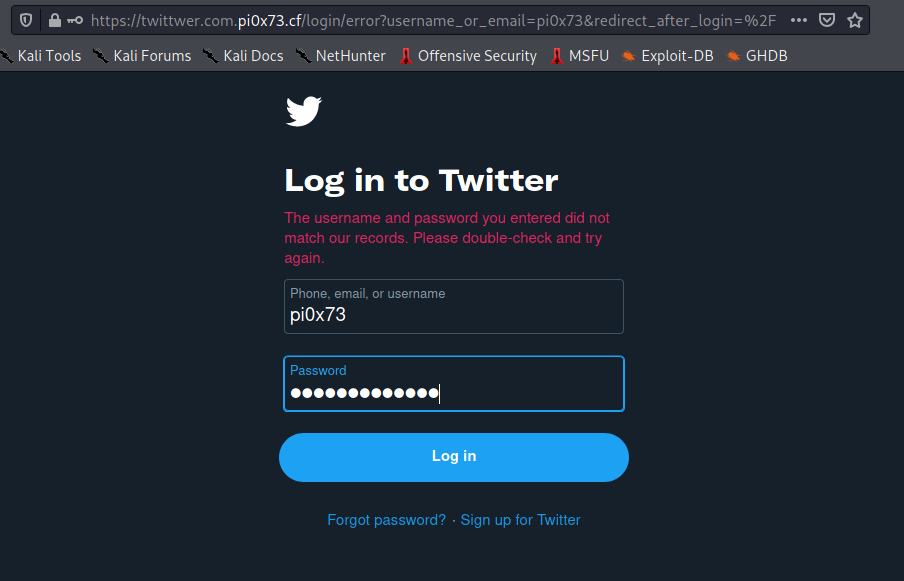 https://twittwer.com.pi0x73.cf/login/error?username_or_email=pi0x73&redirect_after_login=%2F
Kali Tools Kali Forums Kali Docs NetHunter Offensive Security MSFU Exploit-DB GHDB
Log in to Twitter
The username and password you entered did not
match our records. Please double-check and try
again.
Phone, email, or username
pi0x73
Password
●●●●●●●●●●●●●
Log in
Forgot password? · Sign up for Twitter